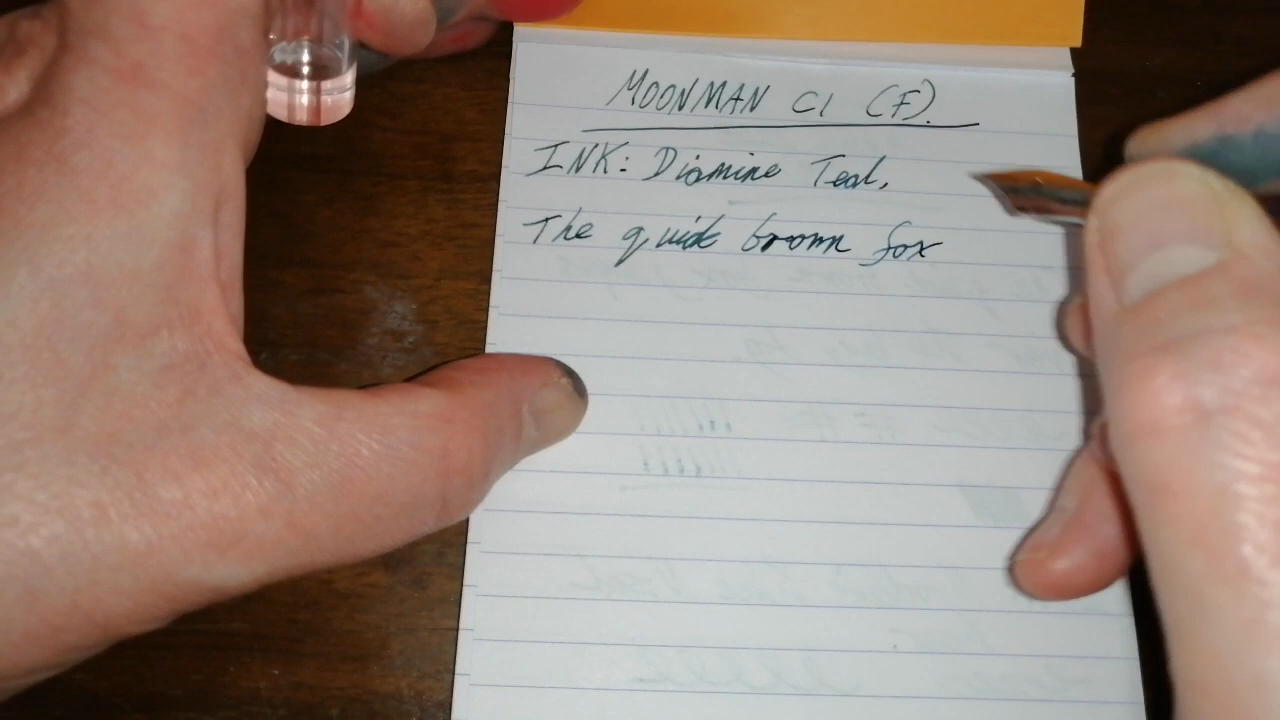 MOONMAN C1 (F).
INK: Diamine Teal.
The quick brown fox